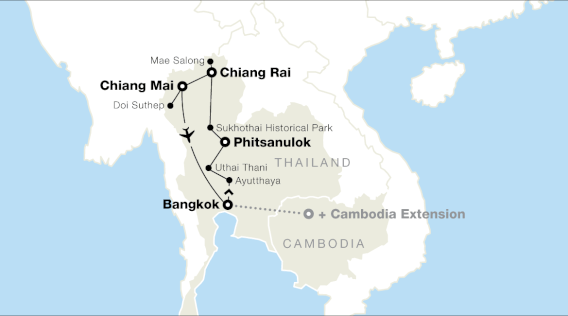 Mae Salong
Chiang Rai
Chiang Mai
Doi Suthep
Sukhothai Historical Park
Phitsanulok
THAILAND
Uthai Thani
Ayutthaya
Bangkok
+ Cambodia Extension
CAMBODIA